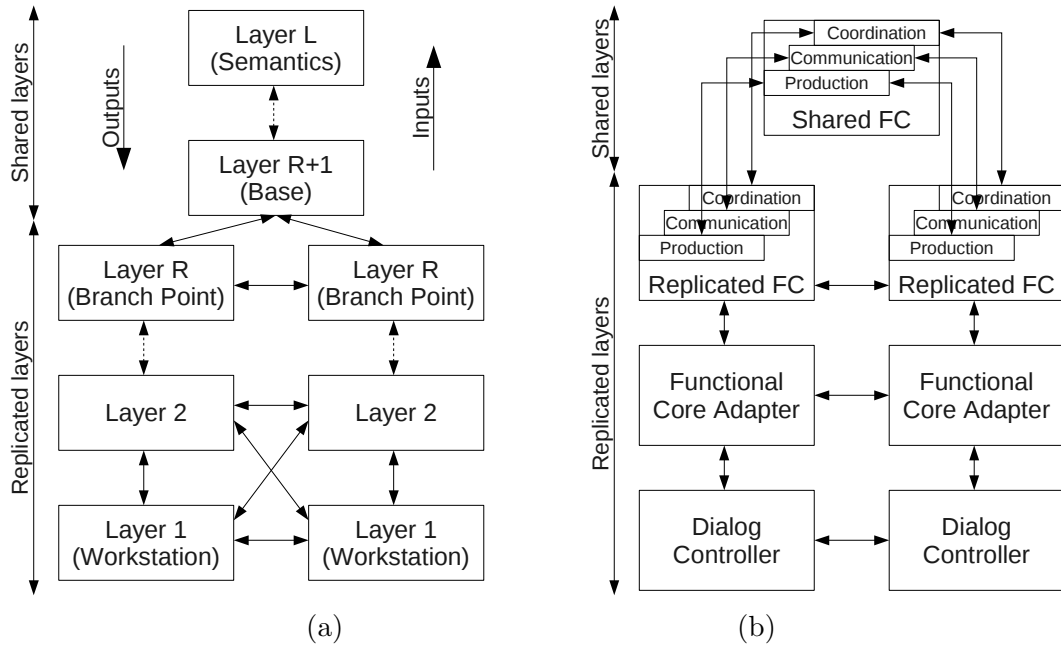 Shared layers
Replicated layers
Outputs
Inputs
Layer L
(Semantics)
Layer R+1
(Base)
Layer R
(Branch Point)
Layer R
(Branch Point)
Layer 2
Layer 2
Layer 1
(Workstation)
Layer 1
(Workstation)
(a)
Shared layers
Replicated layers
Coordination
Communication
Production
Shared FC
Coordination
Communication
Production
Replicated FC
Coordination
Communication
Production
Replicated FC
Functional
Core Adapter
Functional
Core Adapter
Dialog
Controller
Dialog
Controller
(b)